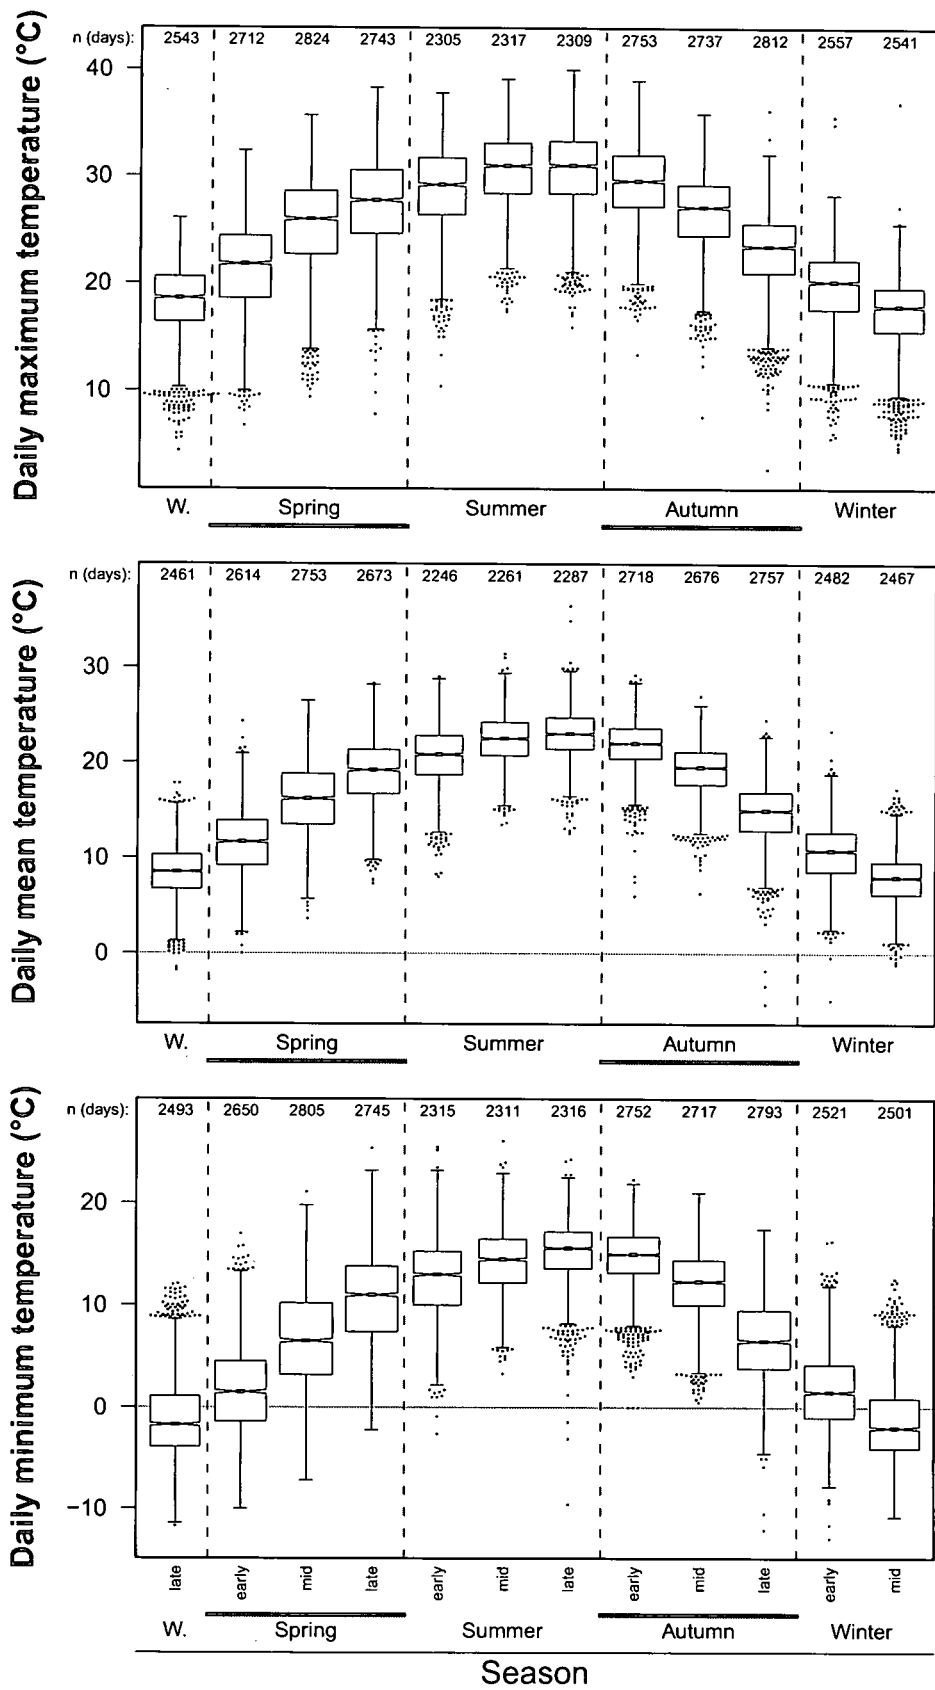 Daily maximum temperature (°C)
n (days): 2543 2712 2824 2743 2305 2317 2309 2753 2737 2812 2557 2541
40
30
20
10
W. Spring Summer Autumn Winter
Daily mean temperature (°C)
n (days): 2461 2614 2753 2673 2246 2261 2287 2718 2676 2757 2482 2467
30
20
10
0
W. Spring Summer Autumn Winter
Daily minimum temperature (°C)
n (days): 2493 2650 2805 2745 2315 2311 2316 2752 2717 2793 2521 2501
20
10
0
−10
late early mid late early mid late early mid late early mid
W. Spring Summer Autumn Winter
Season